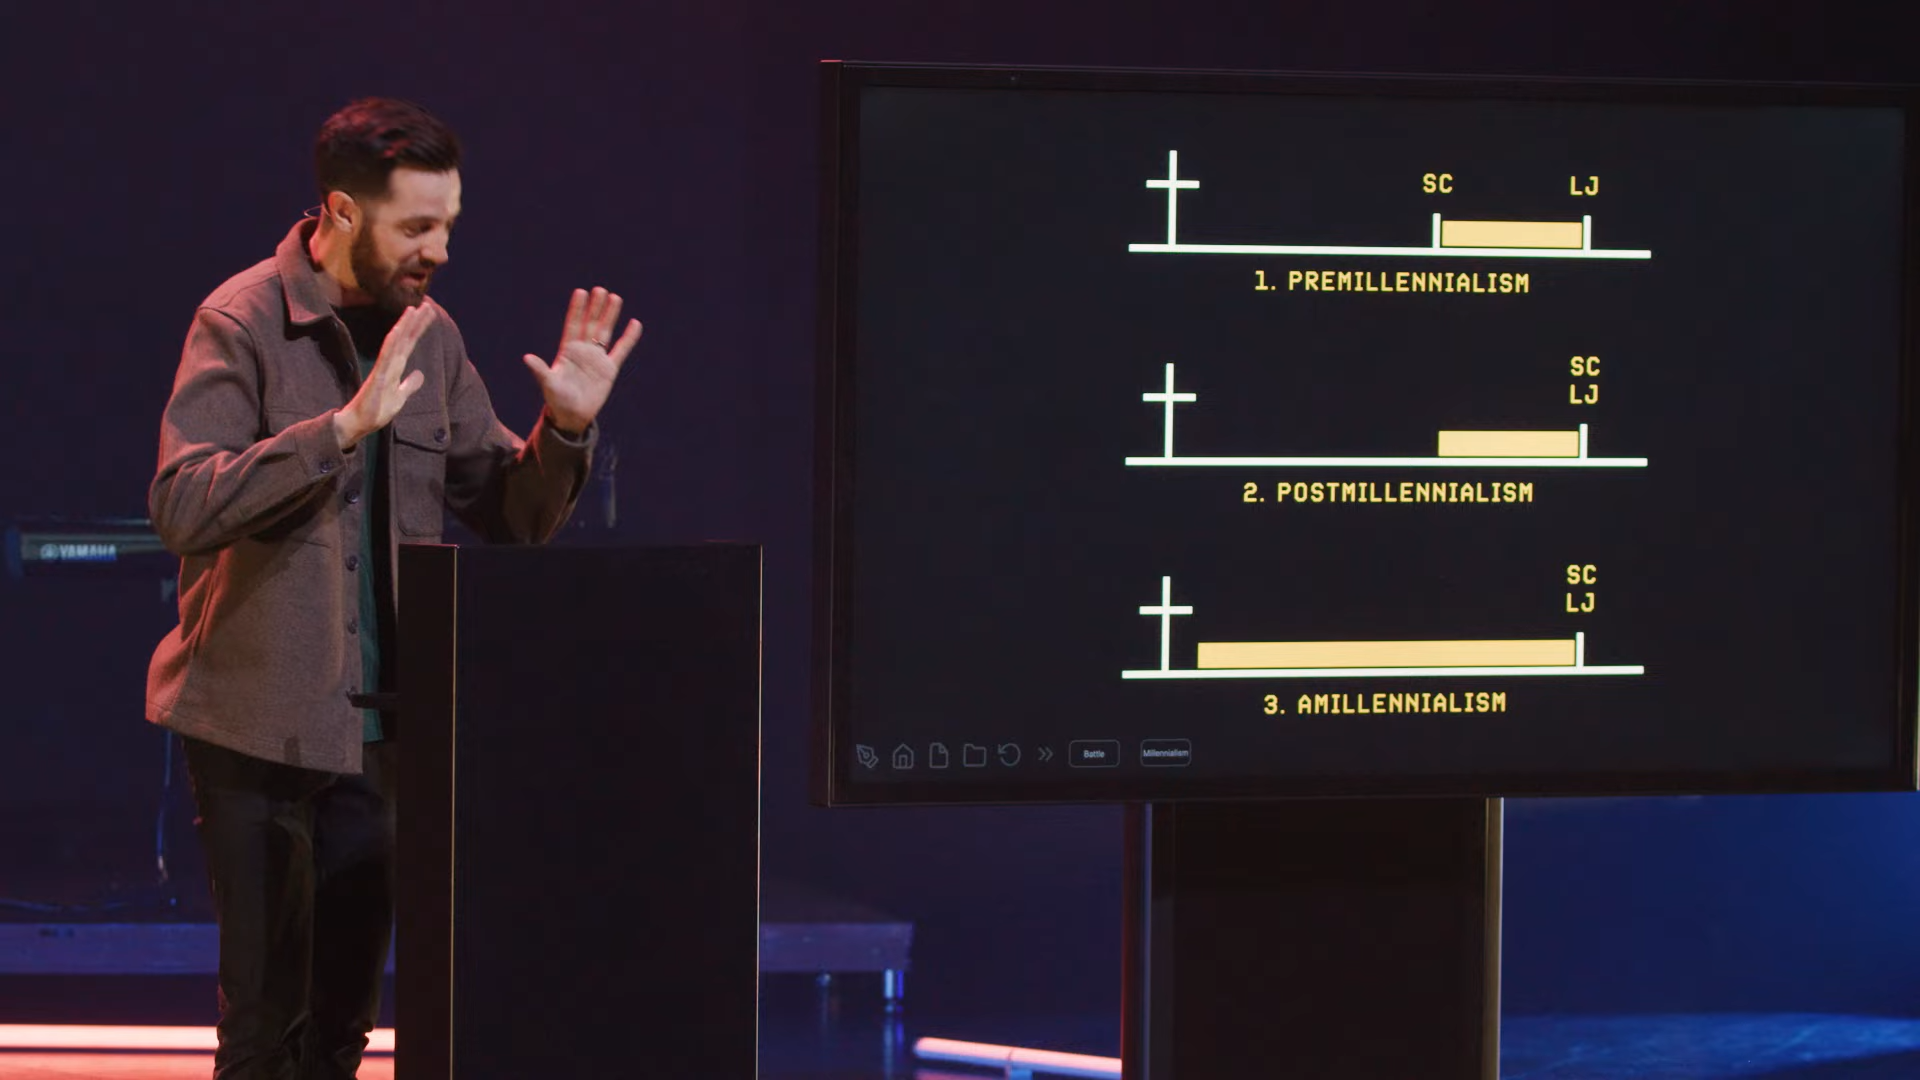 YAMAHA
SC
LJ
1. PREMILLENNIALISM
SC
LJ
2. POSTMILLENNIALISM
SC
LJ
3. AMILLENNIALISM
Battle
Millennialism